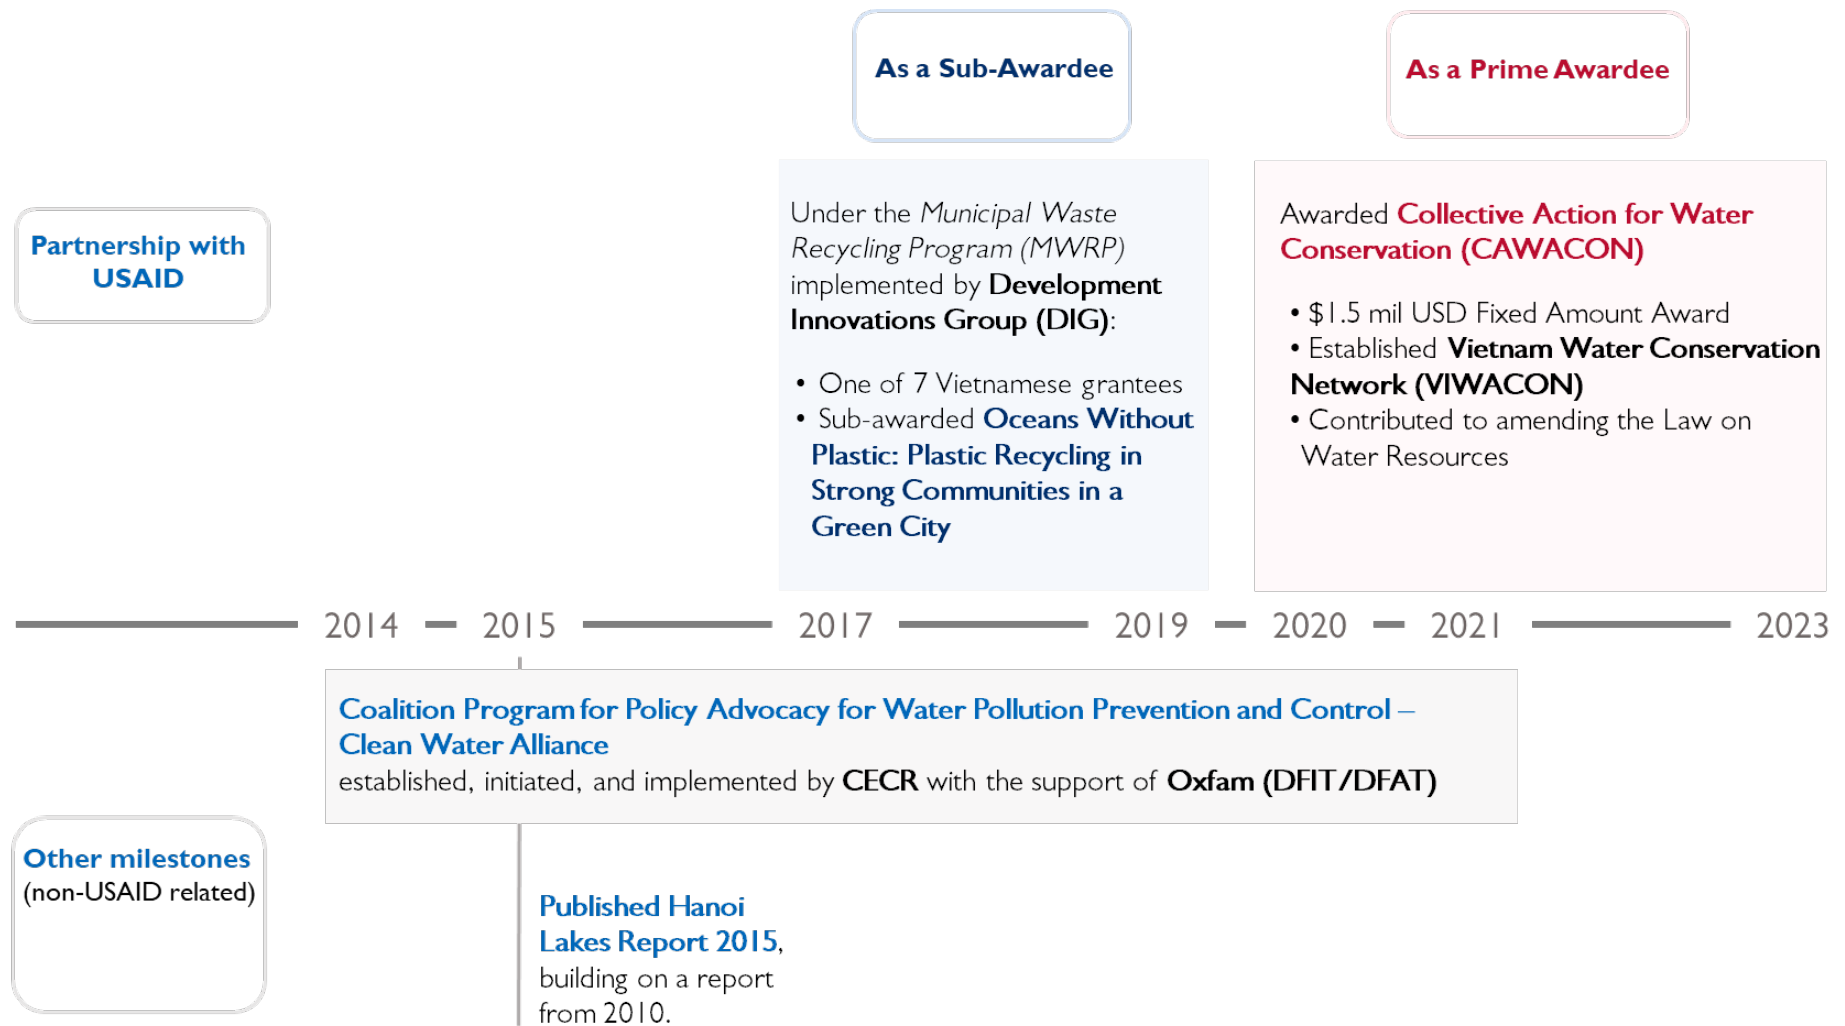 As a Sub-Awardee
As a Prime Awardee
Partnership with
USAID
Under the Municipal Waste
Recycling Program (MWRP)
implemented by Development
Innovations Group (DIG):
• One of 7 Vietnamese grantees
• Sub-awarded Oceans Without
Plastic: Plastic Recycling in
Strong Communities in a
Green City
Awarded Collective Action for Water
Conservation (CAWACON)
• $1.5 mil USD Fixed Amount Award
• Established Vietnam Water Conservation
Network (VIWACON)
• Contributed to amending the Law on
Water Resources
2014 2015 2017 2019 2020 2021 2023
Coalition Program for Policy Advocacy for Water Pollution Prevention and Control –
Clean Water Alliance
established, initiated, and implemented by CECR with the support of Oxfam (DFIT/DFAT)
Other milestones
(non-USAID related)
Published Hanoi
Lakes Report 2015,
building on a report
from 2010.